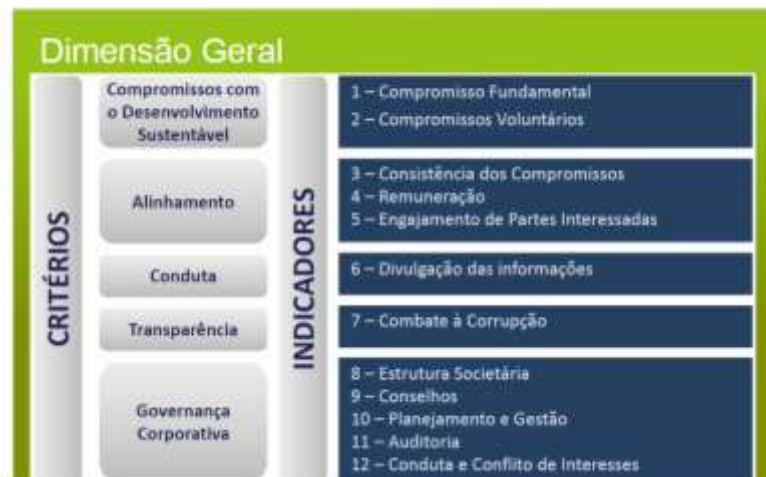 Dimensão Geral
CRITÉRIOS
Compromissos com
o Desenvolvimento
Sustentável
Alinhamento
Conduta
Transparência
Governança
Corporativa
INDICADORES
1 – Compromisso Fundamental
2 – Compromissos Voluntários
3 – Consistência dos Compromissos
4 – Remuneração
5 – Engajamento de Partes Interessadas
6 – Divulgação das informações
7 – Combate à Corrupção
8 – Estrutura Societária
9 – Conselhos
10 – Planejamento e Gestão
11 – Auditoria
12 – Conduta e Conflito de Interesses